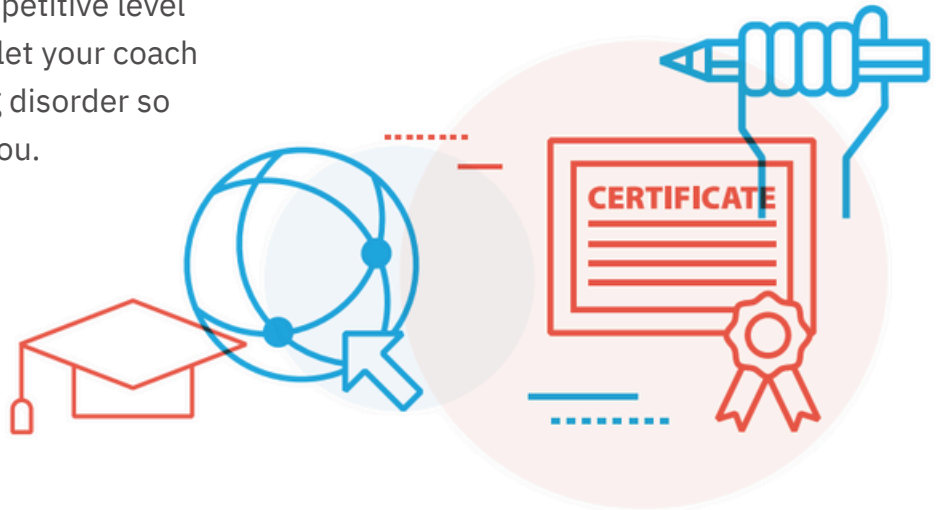 petitive level
let your coach
disorder so
ou.
CERTIFICATE